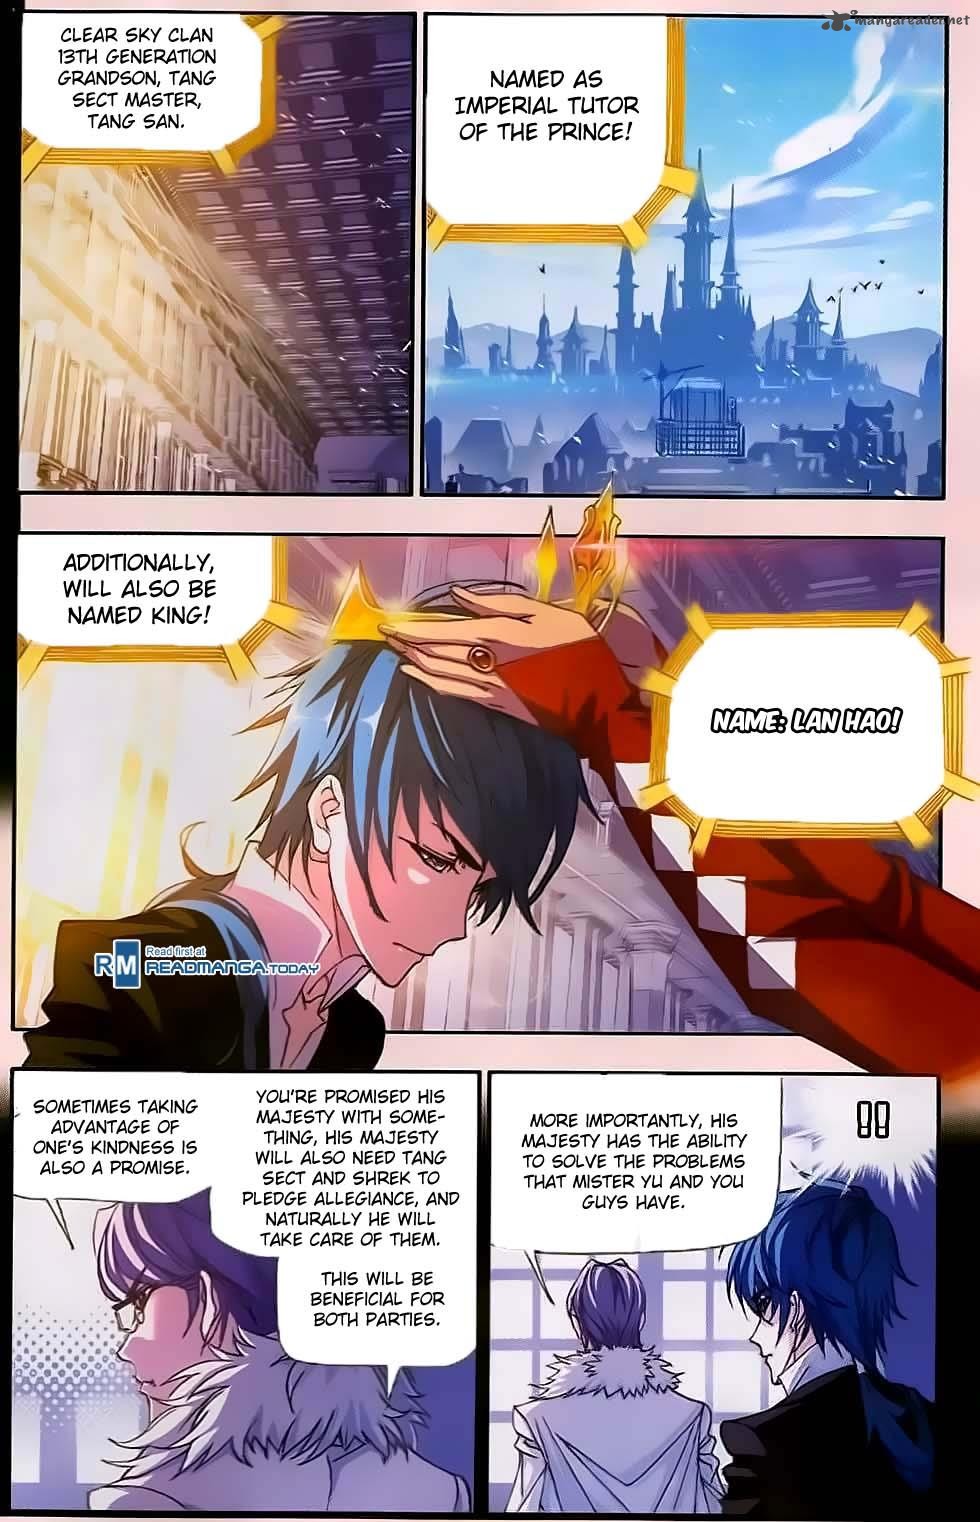 mangareader.net
CLEAR SKY CLAN
13TH GENERATION
GRANDSON, TANG
SECT MASTER,
TANG SAN.
NAMED AS
IMPERIAL TUTOR
OF THE PRINCE!
ADDITIONALLY,
WILL ALSO BE
NAMED KING!
NAME: LAN HAO!
RM
Read first at
READMANGA.TODAY
SOMETIMES TAKING
ADVANTAGE OF
ONE'S KINDNESS IS
ALSO A PROMISE.
YOU'RE PROMISED HIS
MAJESTY WITH SOME-
THING, HIS MAJESTY
WILL ALSO NEED TANG
SECT AND SHREK TO
PLEDGE ALLEGIANCE, AND
NATURALLY HE WILL
TAKE CARE OF THEM.
THIS WILL BE
BENEFICIAL FOR
BOTH PARTIES.
MORE IMPORTANTLY, HIS
MAJESTY HAS THE ABILITY
TO SOLVE THE PROBLEMS
THAT MISTER YU AND YOU
GUYS HAVE.
!!